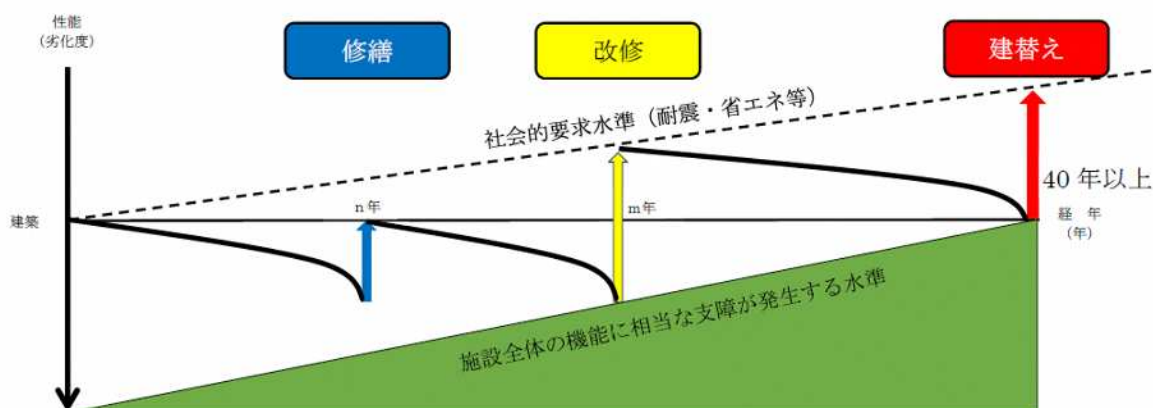 性能
（劣化度）
修繕
改修
建替え
社会的要求水準（耐震・省エネ等）
40 年以上
建築
n 年
m 年
経　年
（年）
施設全体の機能に相当な支障が発生する水準